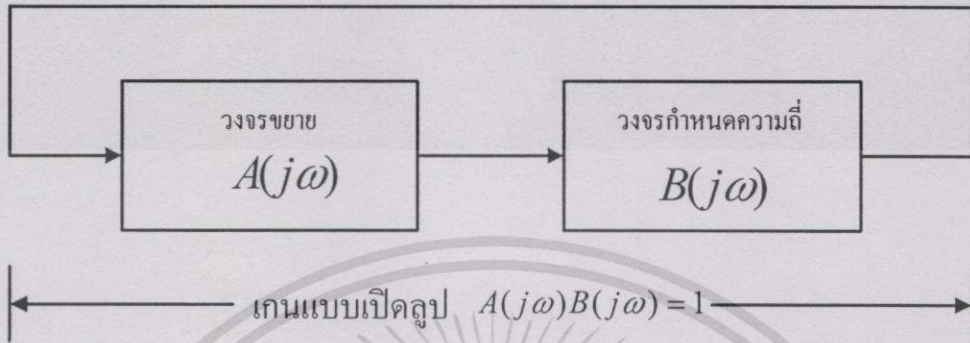 วงจรขยาย
A(jω)
วงจรกำหนดความถี่
B(jω)
เกนแบบเปิดลูป A(jω)B(jω)=1